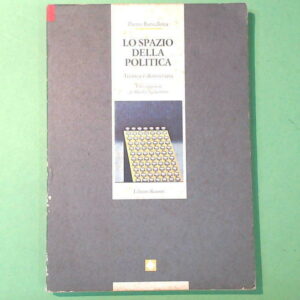 Pietro Barcellona
LO SPAZIO
DELLA
POLITICA
Tecnica e democrazia
Editori Riuniti